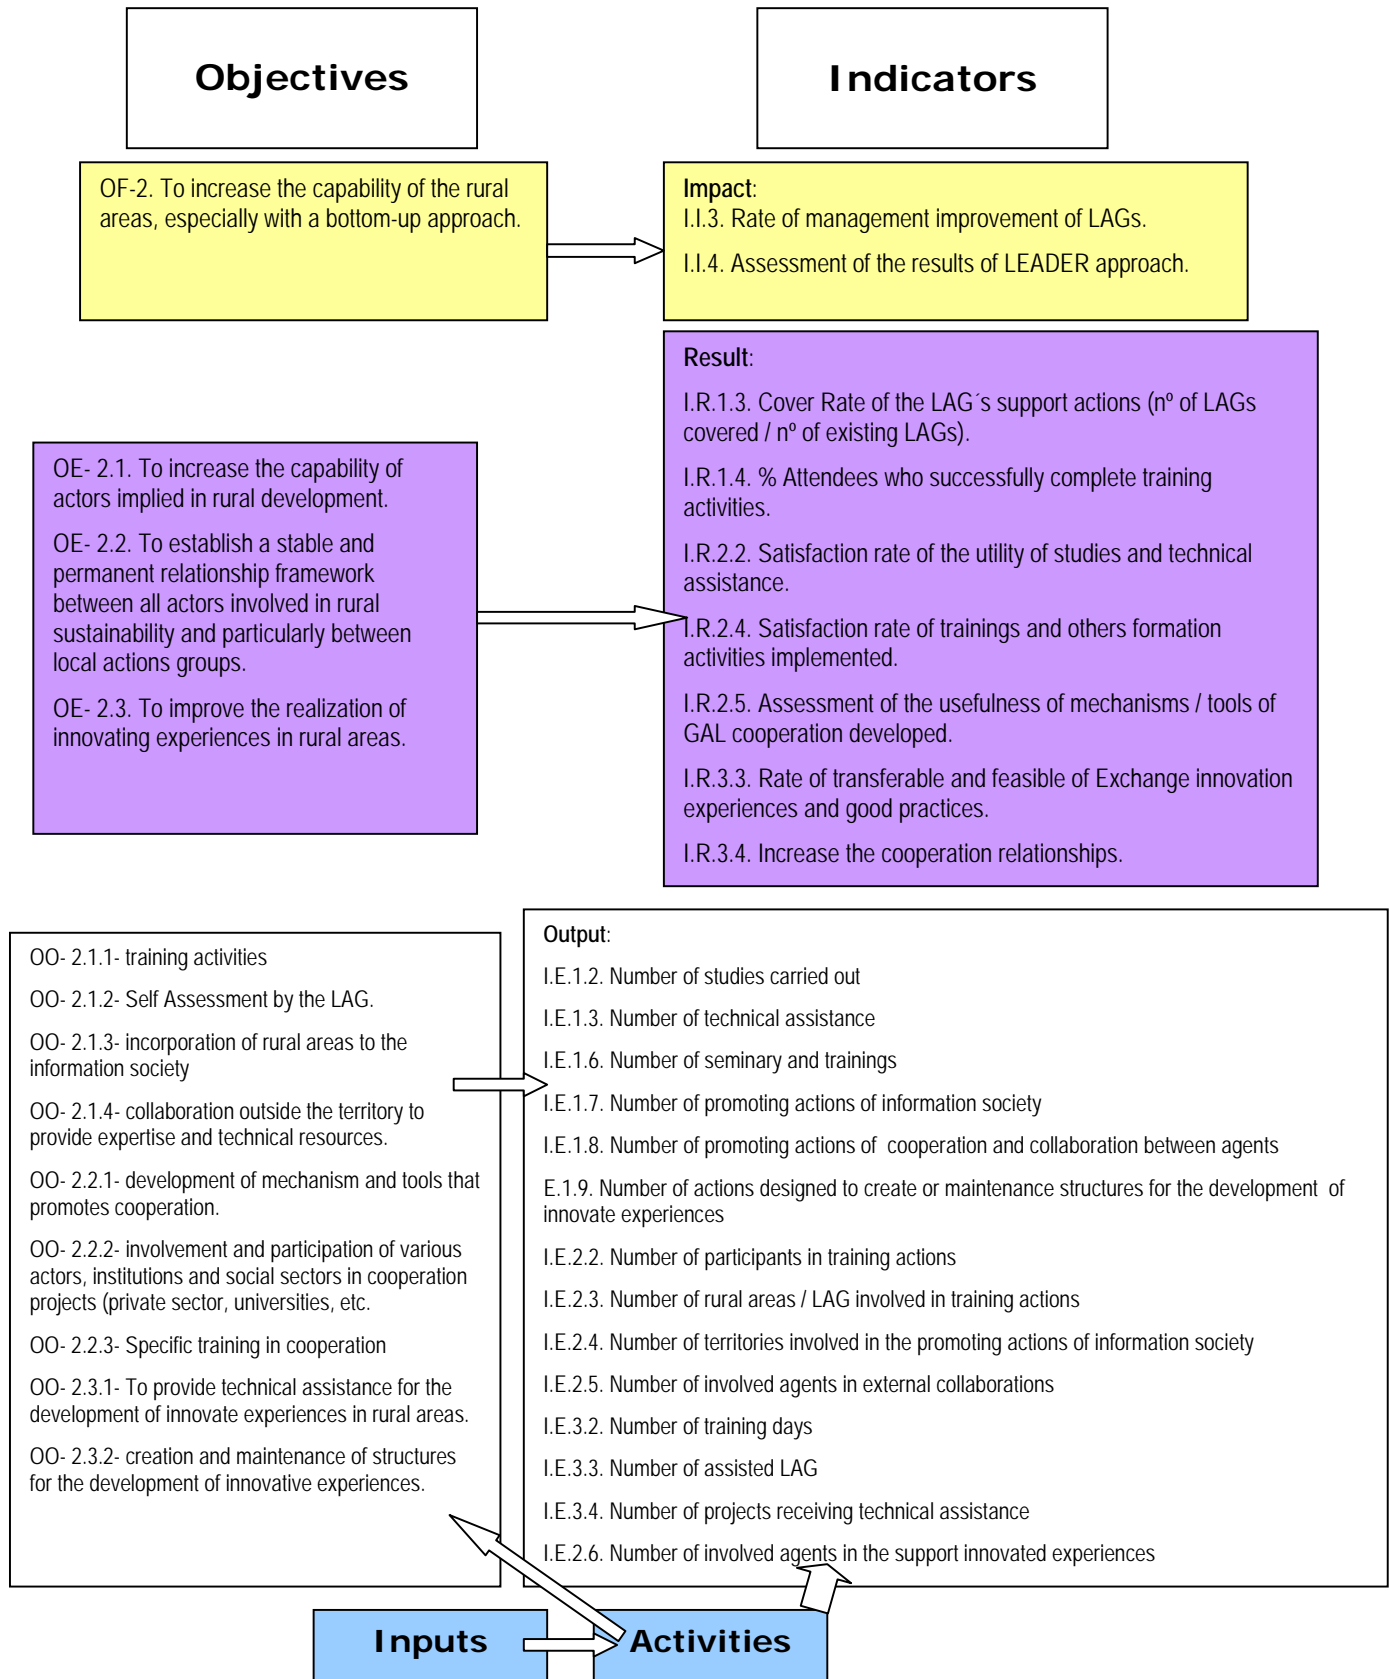 Objectives
Indicators
OF-2. To increase the capability of the rural
areas, especially with a bottom-up approach.
Impact:
I.I.3. Rate of management improvement of LAGs.
I.I.4. Assessment of the results of LEADER approach.
OE- 2.1. To increase the capability of
actors implied in rural development.
OE- 2.2. To establish a stable and
permanent relationship framework
between all actors involved in rural
sustainability and particularly between
local actions groups.
OE- 2.3. To improve the realization of
innovating experiences in rural areas.
Result:
I.R.1.3. Cover Rate of the LAG´s support actions (nº of LAGs
covered / nº of existing LAGs).
I.R.1.4. % Attendees who successfully complete training
activities.
I.R.2.2. Satisfaction rate of the utility of studies and technical
assistance.
I.R.2.4. Satisfaction rate of trainings and others formation
activities implemented.
I.R.2.5. Assessment of the usefulness of mechanisms / tools of
GAL cooperation developed.
I.R.3.3. Rate of transferable and feasible of Exchange innovation
experiences and good practices.
I.R.3.4. Increase the cooperation relationships.
OO- 2.1.1- training activities
OO- 2.1.2- Self Assessment by the LAG.
OO- 2.1.3- incorporation of rural areas to the
information society
OO- 2.1.4- collaboration outside the territory to
provide expertise and technical resources.
OO- 2.2.1- development of mechanism and tools that
promotes cooperation.
OO- 2.2.2- involvement and participation of various
actors, institutions and social sectors in cooperation
projects (private sector, universities, etc.
OO- 2.2.3- Specific training in cooperation
OO- 2.3.1- To provide technical assistance for the
development of innovate experiences in rural areas.
OO- 2.3.2- creation and maintenance of structures
for the development of innovative experiences.
Output:
I.E.1.2. Number of studies carried out
I.E.1.3. Number of technical assistance
I.E.1.6. Number of seminary and trainings
I.E.1.7. Number of promoting actions of information society
I.E.1.8. Number of promoting actions of  cooperation and collaboration between agents
E.1.9. Number of actions designed to create or maintenance structures for the development  of
innovate experiences
I.E.2.2. Number of participants in training actions
I.E.2.3. Number of rural areas / LAG involved in training actions
I.E.2.4. Number of territories involved in the promoting actions of information society
I.E.2.5. Number of involved agents in external collaborations
I.E.3.2. Number of training days
I.E.3.3. Number of assisted LAG
I.E.3.4. Number of projects receiving technical assistance
I.E.2.6. Number of involved agents in the support innovated experiences
Inputs
Activities